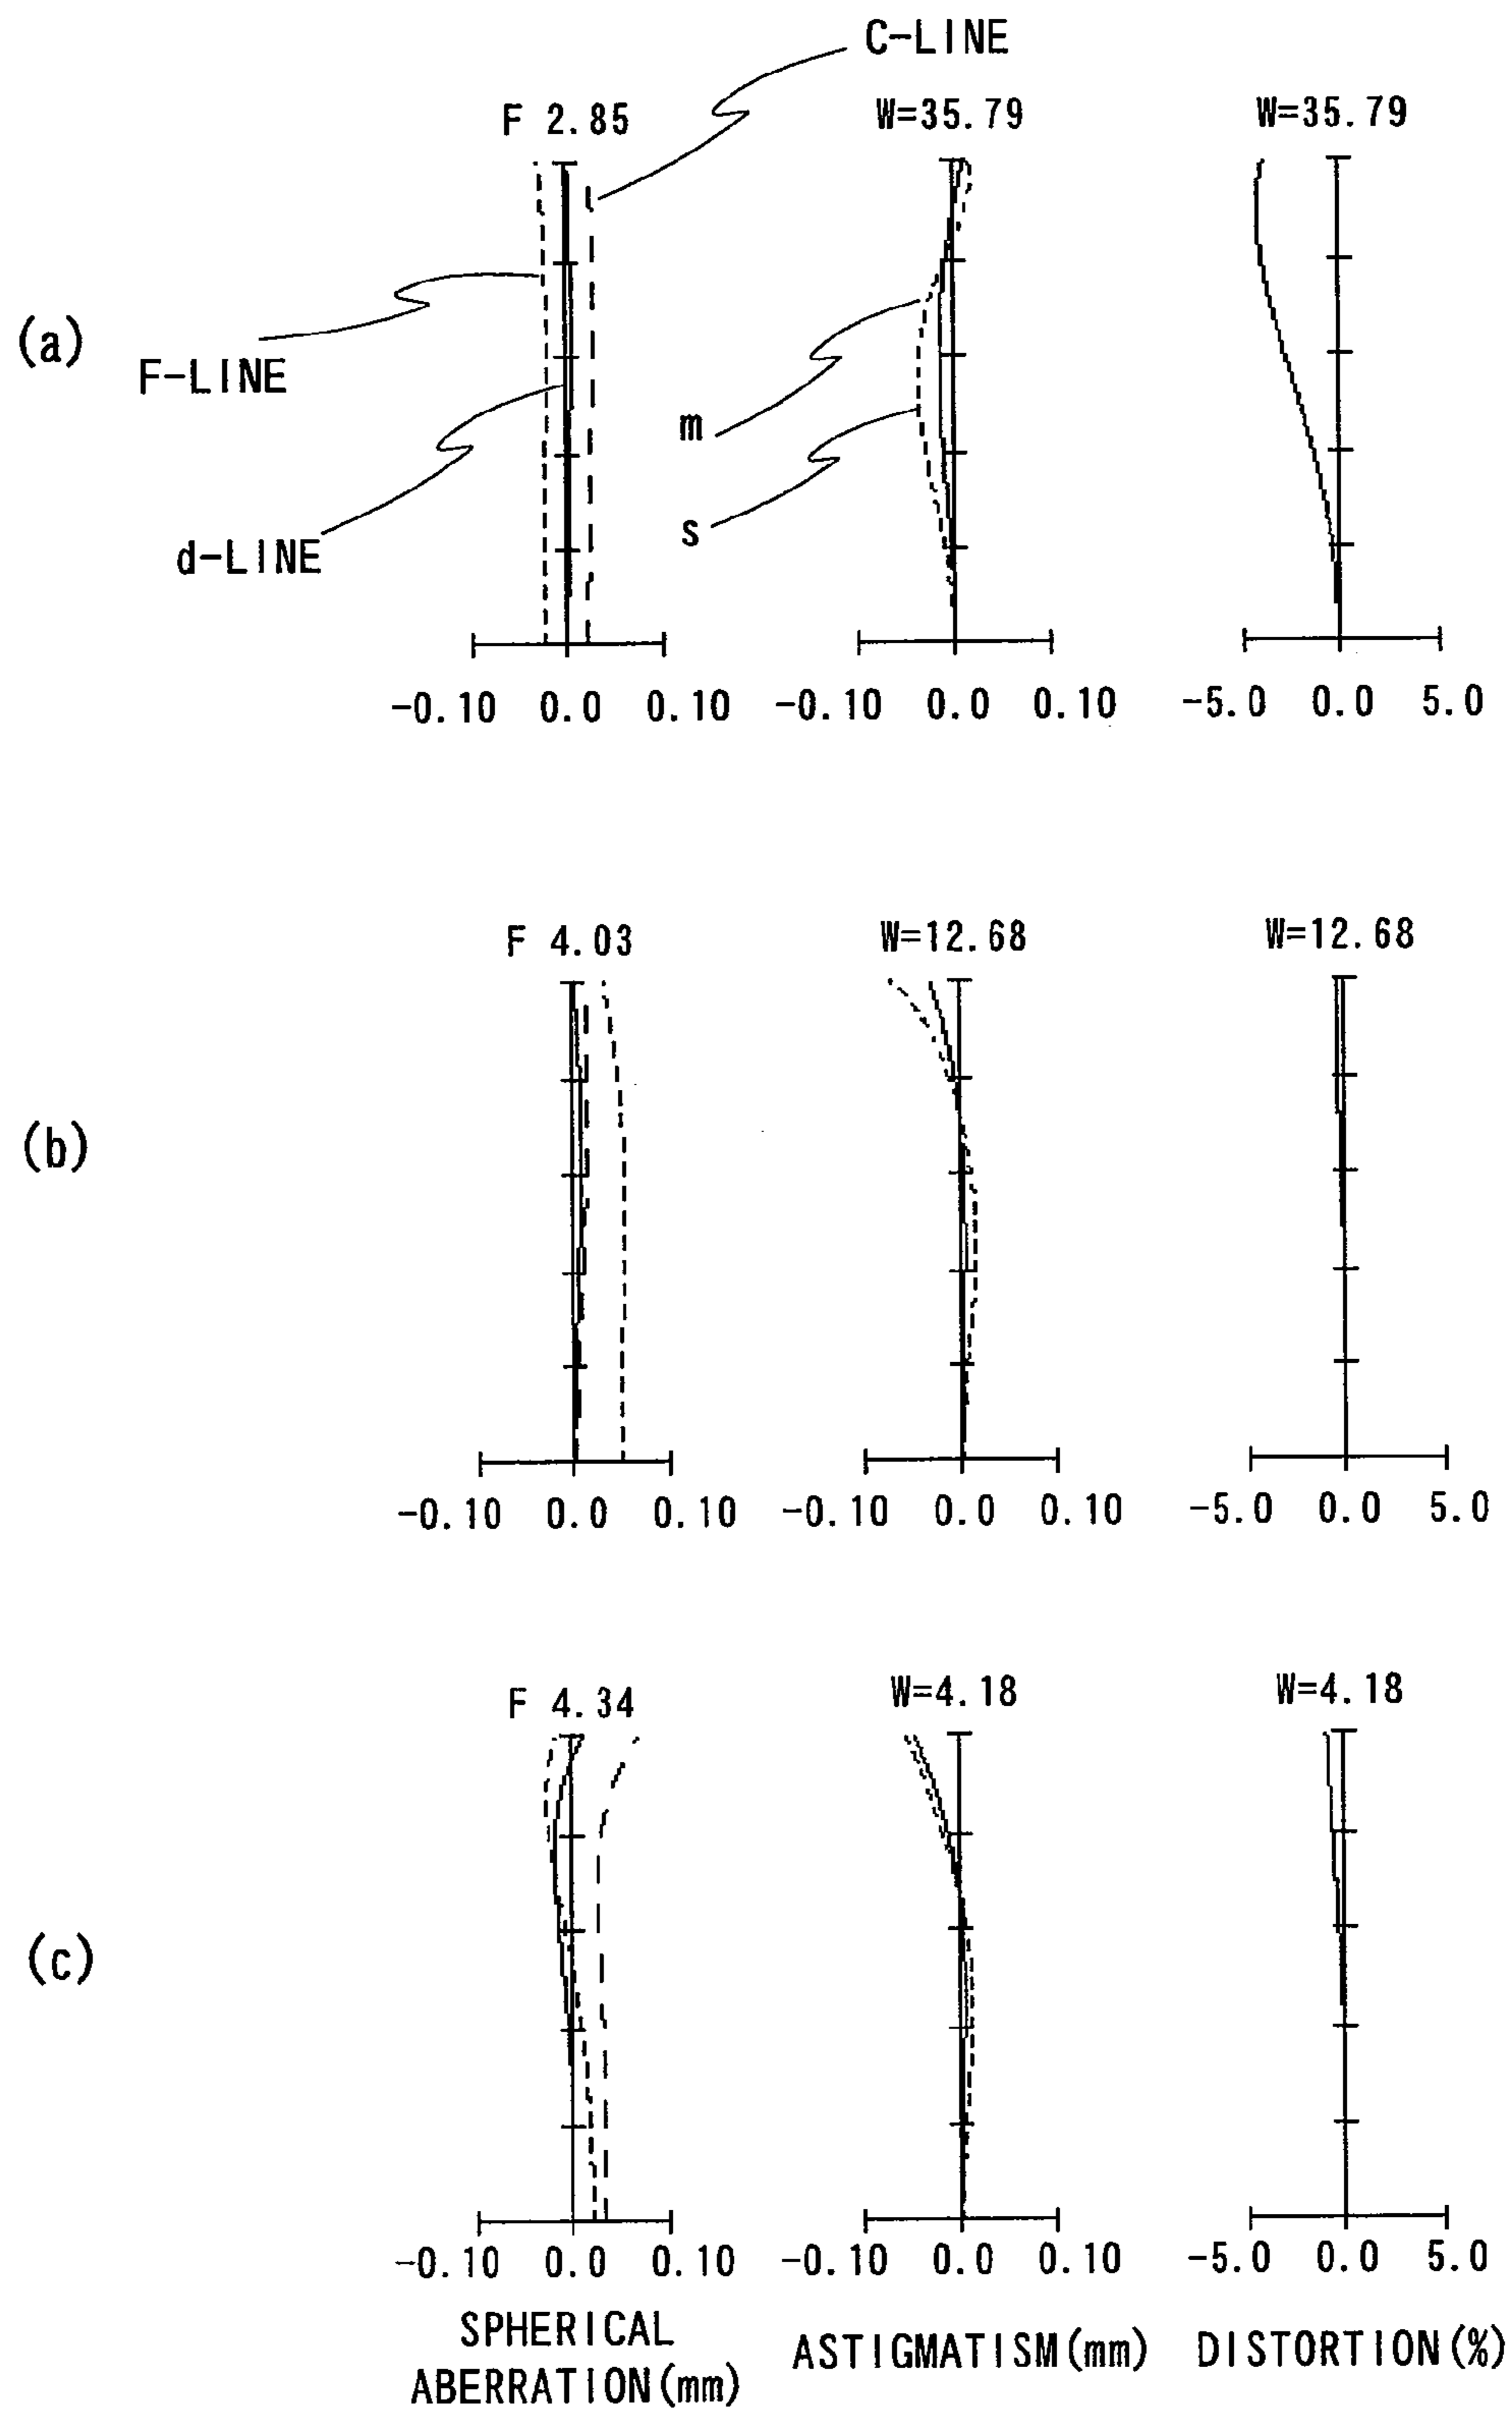 C-LINE
F 2.85 W=35.79 W=35.79
(a)
F-LINE
m
s
d-LINE
-0.10 0.0 0.10 -0.10 0.0 0.10 -5.0 0.0 5.0
F 4.03 W=12.68 W=12.68
(b)
-0.10 0.0 0.10 -0.10 0.0 0.10 -5.0 0.0 5.0
F 4.34 W=4.18 W=4.18
(c)
-0.10 0.0 0.10 -0.10 0.0 0.10 -5.0 0.0 5.0
SPHERICAL
ABERRATION(mm) ASTIGMATISM(mm) DISTORTION(%)